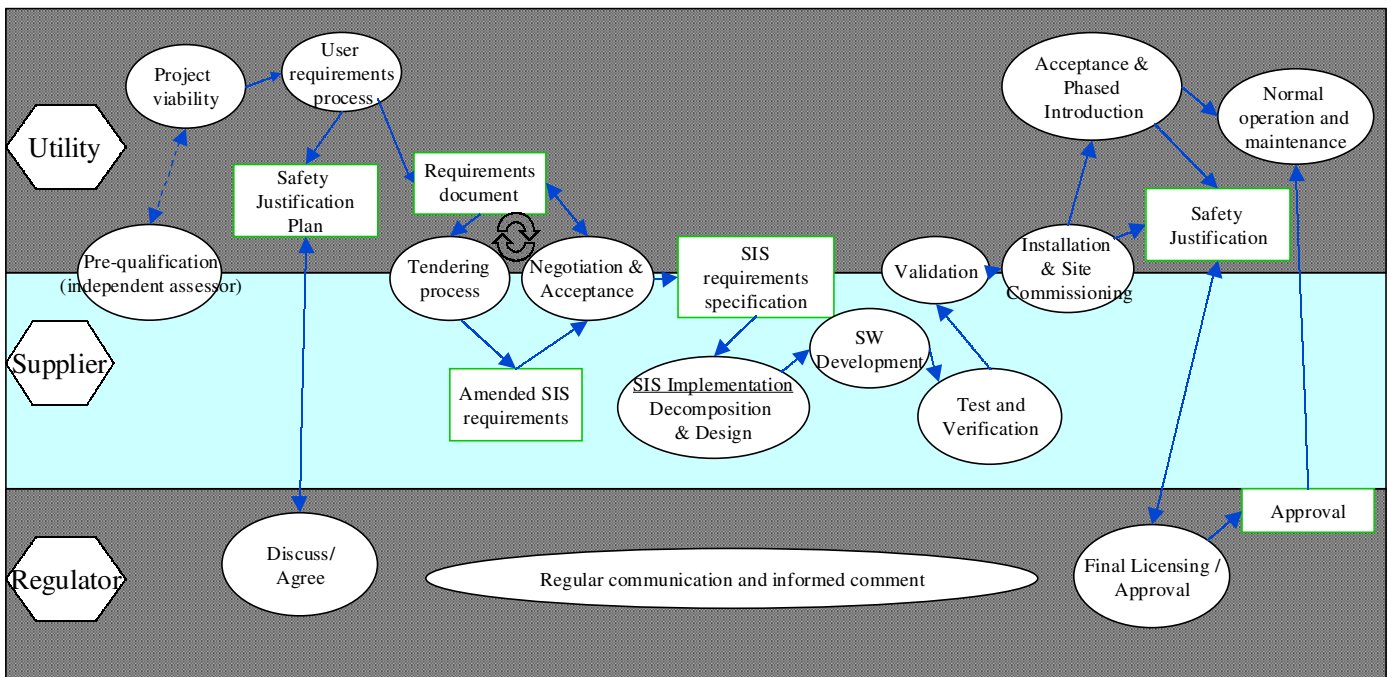 Utility
Project
viability
User
requirements
process
Safety
Justification
Plan
Requirements
document
Pre-qualification
(independent assessor)
Tendering
process
Negotiation &
Acceptance
SIS
requirements
specification
Validation
Installation
& Site
Commissioning
Acceptance &
Phased
Introduction
Normal
operation and
maintenance
Safety
Justification
Supplier
Amended SIS
requirements
SIS Implementation
Decomposition
& Design
SW
Development
Test and
Verification
Regulator
Discuss/
Agree
Regular communication and informed comment
Final Licensing /
Approval
Approval